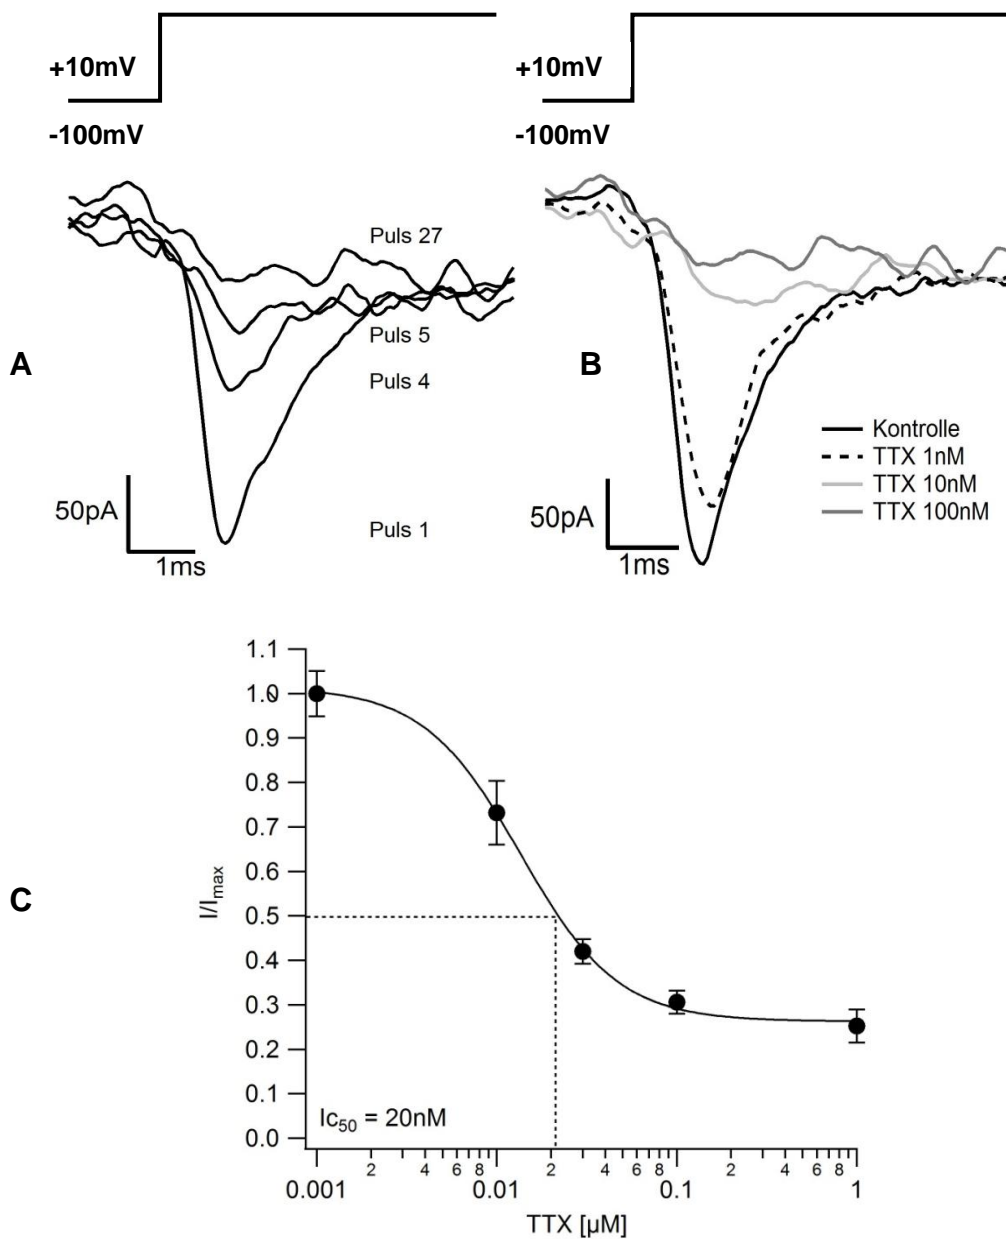 +10mV
-100mV
+10mV
-100mV
A
Puls 27
Puls 5
Puls 4
Puls 1
50pA
1ms
B
Kontrolle
TTX 1nM
TTX 10nM
TTX 100nM
50pA
1ms
C
I/Imax
1.1
1.0
0.9
0.8
0.7
0.6
0.5
0.4
0.3
0.2
0.1
0.0
Ic50 = 20nM
2 4 6 8 2 4 6 8 2 4 6 8
0.001 0.01 0.1 1
TTX [µM]